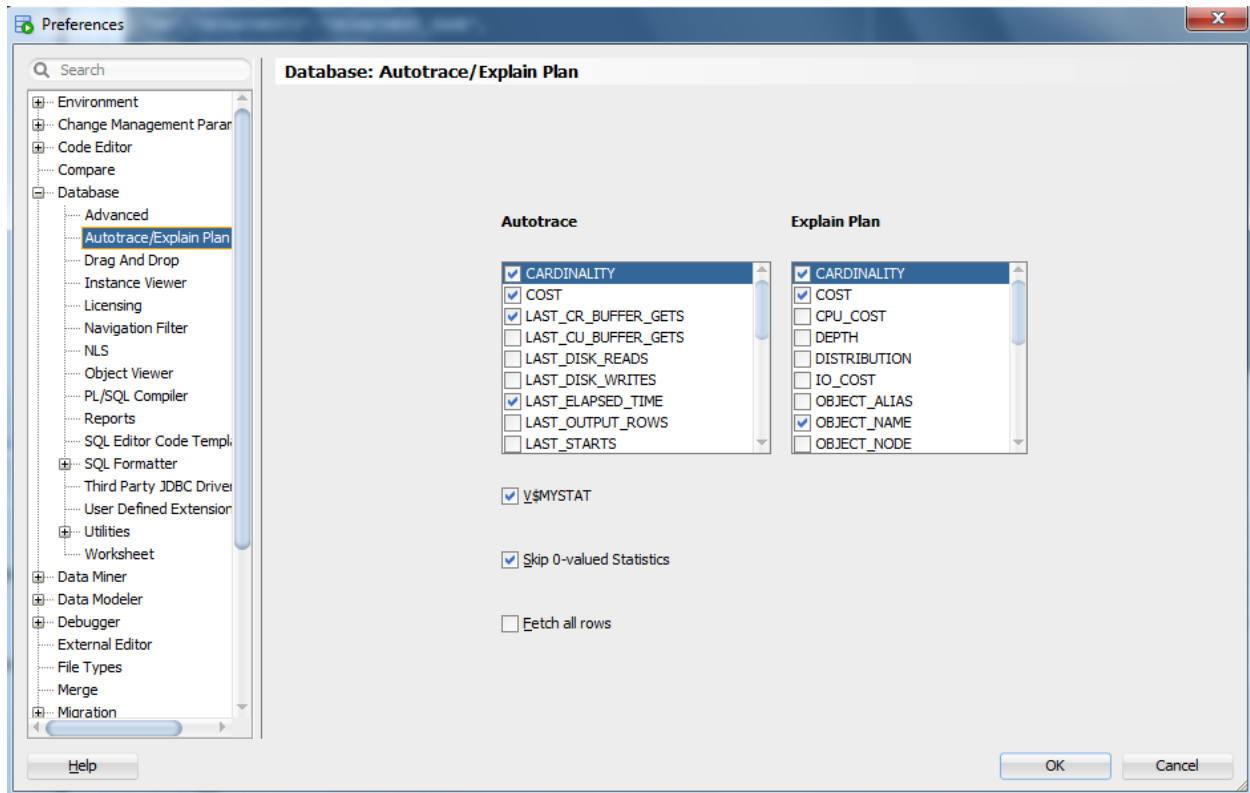 Preferences
Search
Environment
Change Management Parar
Code Editor
Compare
Database
Advanced
Autotrace/Explain Plan
Drag And Drop
Instance Viewer
Licensing
Navigation Filter
NLS
Object Viewer
PL/SQL Compiler
Reports
SQL Editor Code Templ
SQL Formatter
Third Party JDBC Driver
User Defined Extension
Utilities
Worksheet
Data Miner
Data Modeler
Debugger
External Editor
File Types
Merge
Migration
Help
Database: Autotrace/Explain Plan
Autotrace
CARDINALITY
COST
LAST_CR_BUFFER_GETS
LAST_CU_BUFFER_GETS
LAST_DISK_READS
LAST_DISK_WRITES
LAST_ELAPSED_TIME
LAST_OUTPUT_ROWS
LAST_STARTS
Explain Plan
CARDINALITY
COST
CPU_COST
DEPTH
DISTRIBUTION
IO_COST
OBJECT_ALIAS
OBJECT_NAME
OBJECT_NODE
V$MYSTAT
Skip 0-valued Statistics
Fetch all rows
OK
Cancel